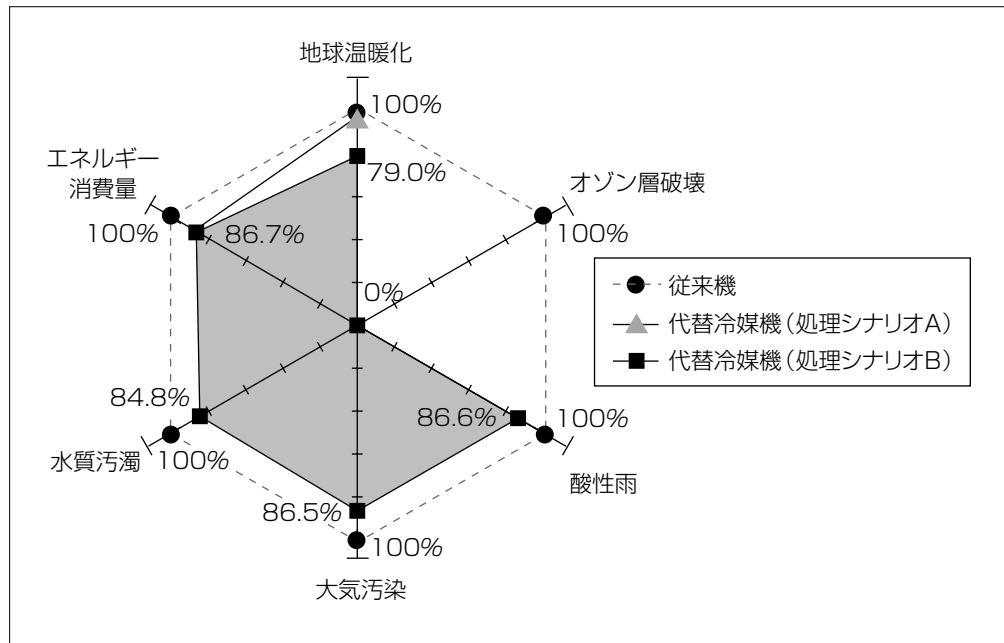 地球温暖化
100%
79.0%
エネルギー
消費量
100%
86.7%
オゾン層破壊
100%
0%
従来機
代替冷媒機（処理シナリオA）
代替冷媒機（処理シナリオB）
84.8%
水質汚濁
100%
86.6%
100%
酸性雨
86.5%
100%
大気汚染